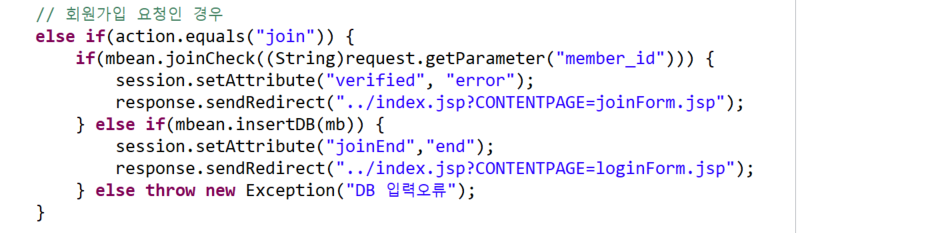 // 회원가입 요청인 경우
else if(action.equals("join")) {
if(mbean.joinCheck((String)request.getParameter("member_id"))) {
session.setAttribute("verified", "error");
response.sendRedirect("../index.jsp?CONTENTPAGE=joinForm.jsp");
} else if(mbean.insertDB(mb)) {
session.setAttribute("joinEnd","end");
response.sendRedirect("../index.jsp?CONTENTPAGE=loginForm.jsp");
} else throw new Exception("DB 입력오류");
}